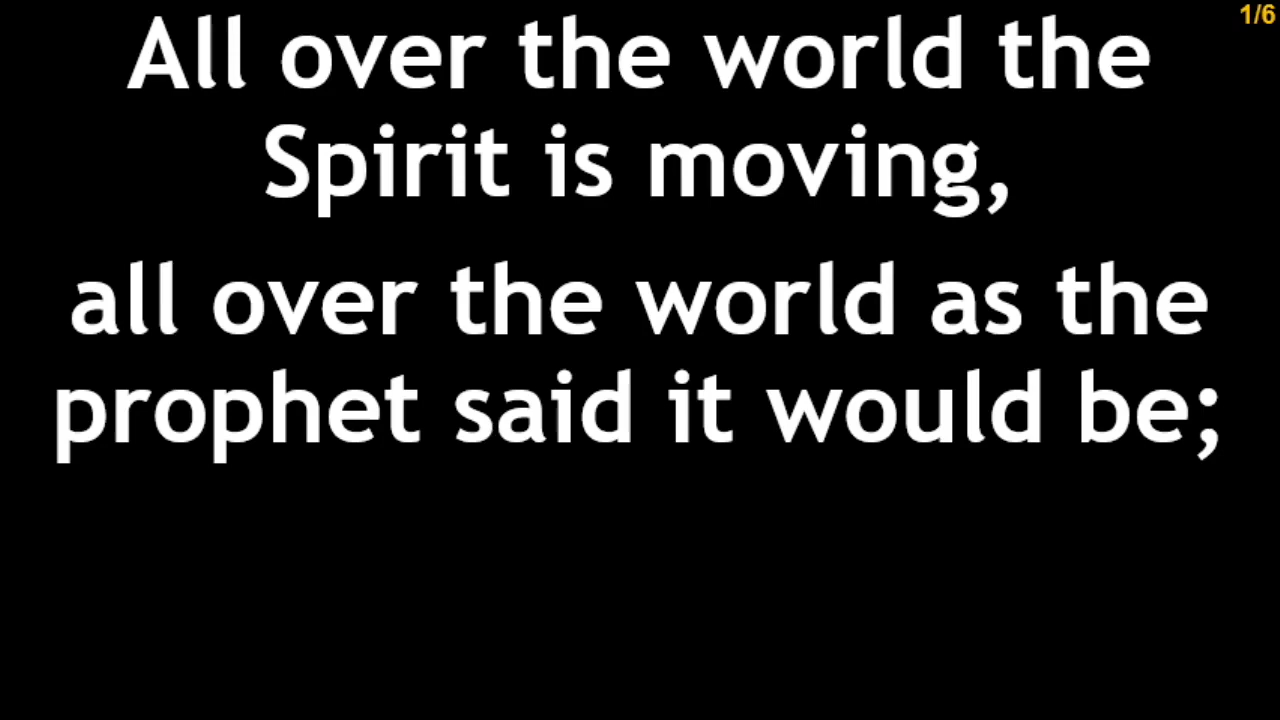 1/6
All over the world the
Spirit is moving,
all over the world as the
prophet said it would be;